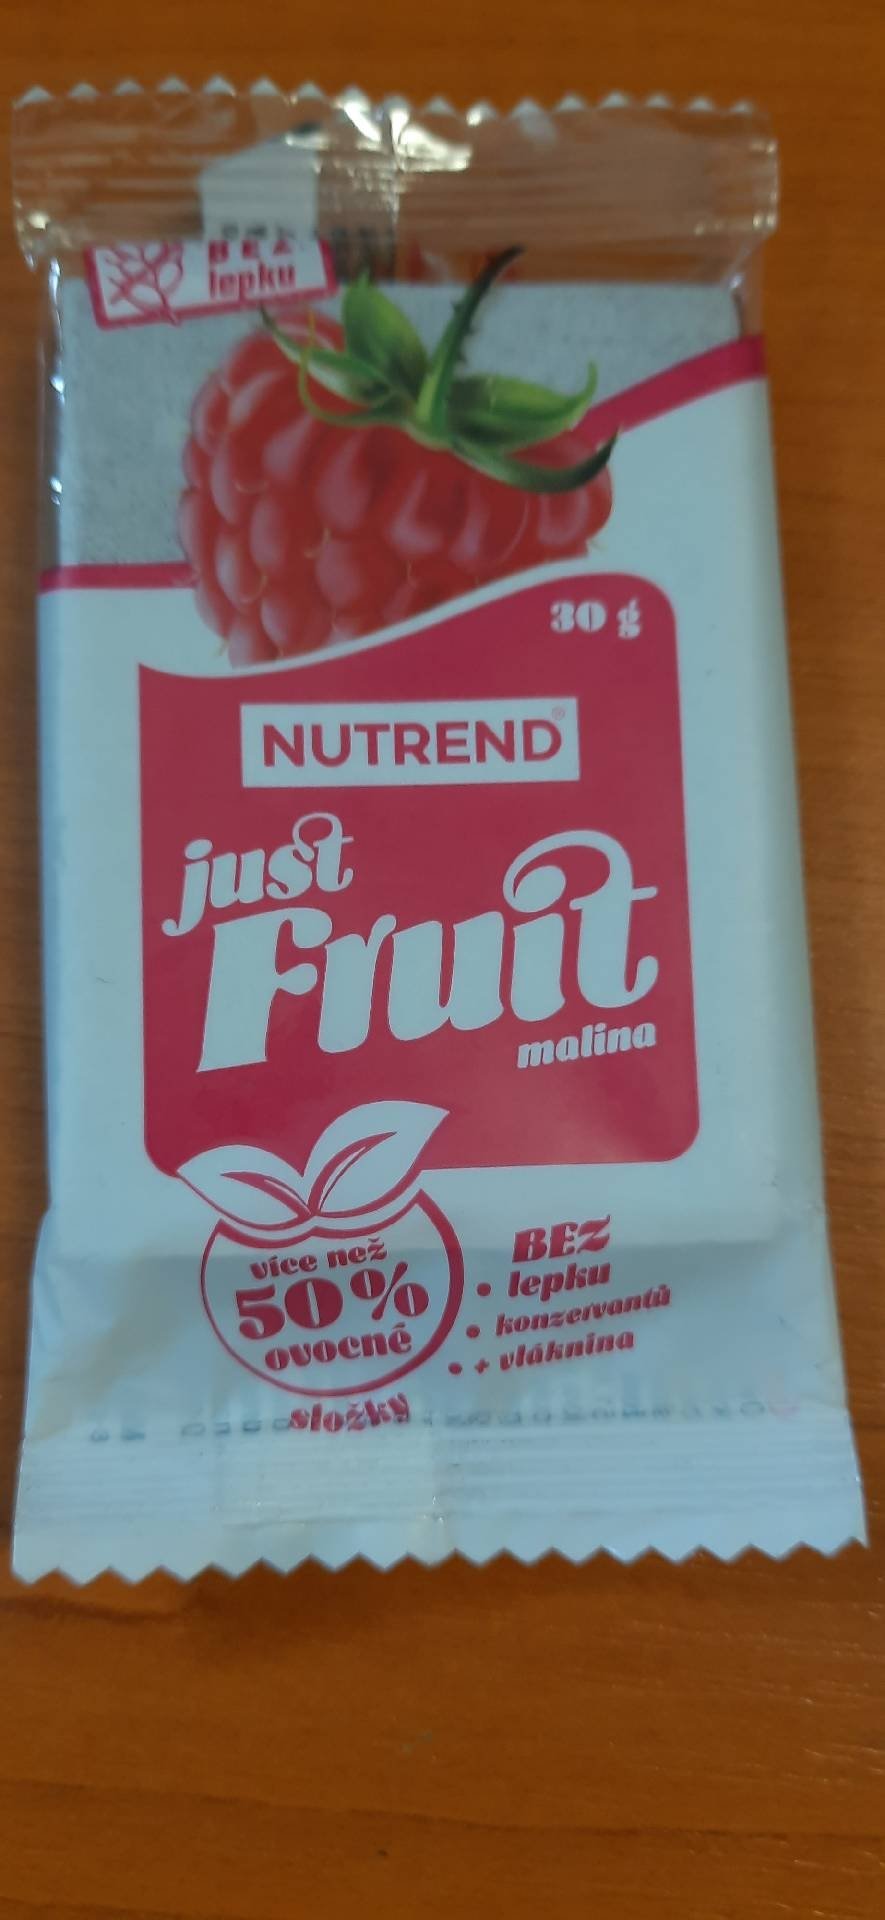 BEZ
lepku
30 g
NUTREND®
just
Fruit
malina
více než
50%
ovocné
složky
BEZ
• lepku
• konzervantů
• + vláknina